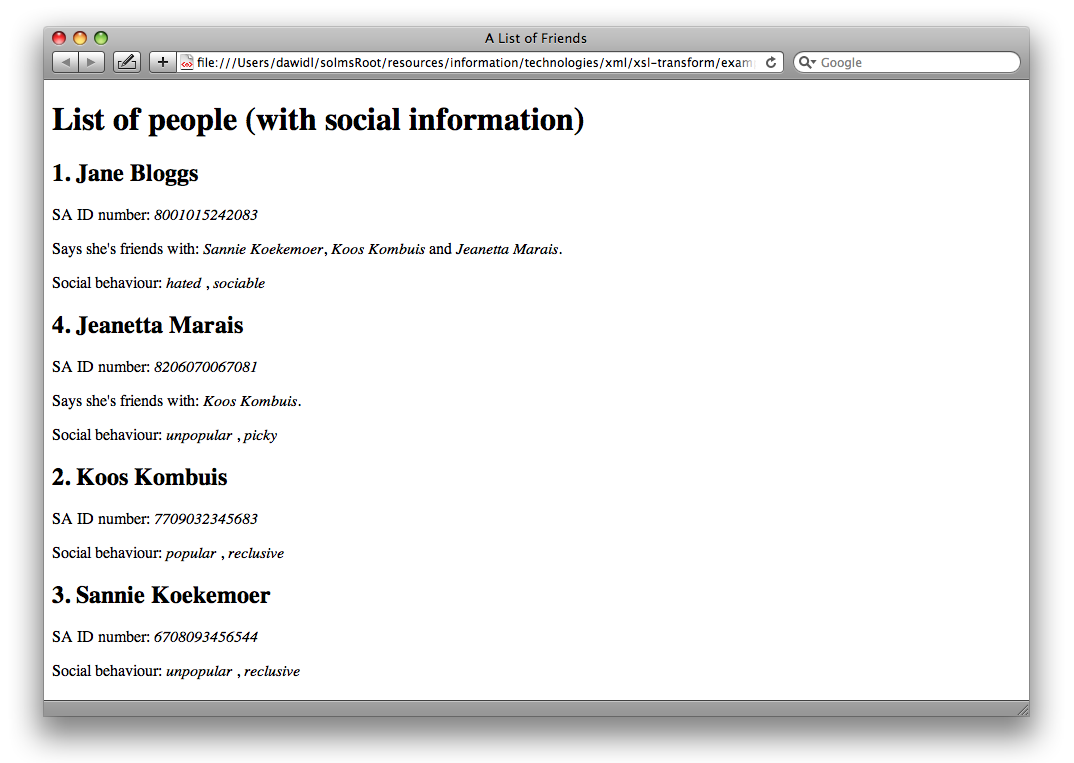 A List of Friends
file:///Users/dawidl/solmsRoot/resources/information/technologies/xml/xsl-transform/exam
Google
List of people (with social information)
1. Jane Bloggs
SA ID number: 8001015242083
Says she's friends with: Sannie Koekemoer, Koos Kombuis and Jeanetta Marais.
Social behaviour: hated , sociable
4. Jeanetta Marais
SA ID number: 8206070067081
Says she's friends with: Koos Kombuis.
Social behaviour: unpopular , picky
2. Koos Kombuis
SA ID number: 7709032345683
Social behaviour: popular , reclusive
3. Sannie Koekemoer
SA ID number: 6708093456544
Social behaviour: unpopular , reclusive